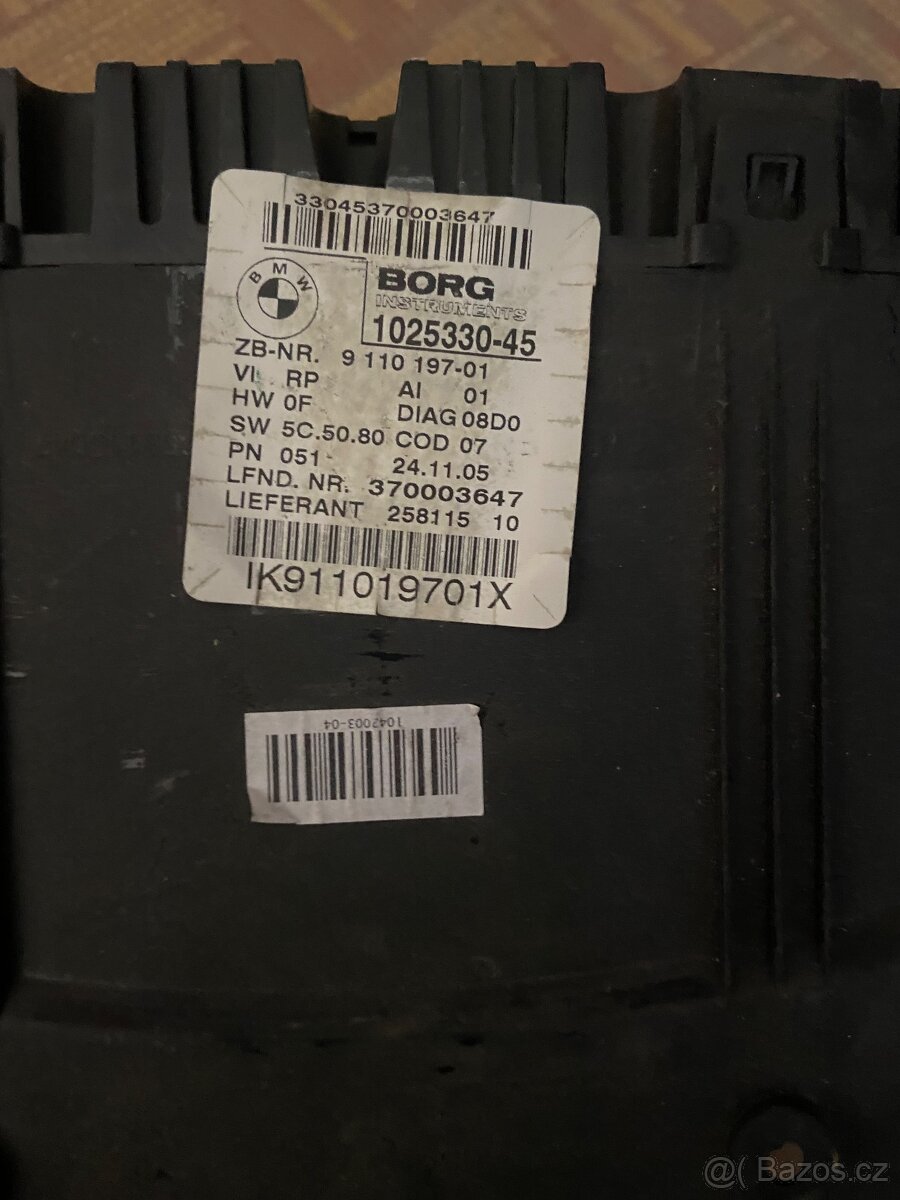 33045370003647
BMW
BORG
INSTRUMENTS
1025330-45
ZB-NR. 9 110 197-01
VI RP AI 01
HW 0F DIAG 08D0
SW 5C.50.80 COD 07
PN 051 24.11.05
LFND. NR. 370003647
LIEFERANT 258115 10
IK911019701X
1042003-04
@( Bazos.cz